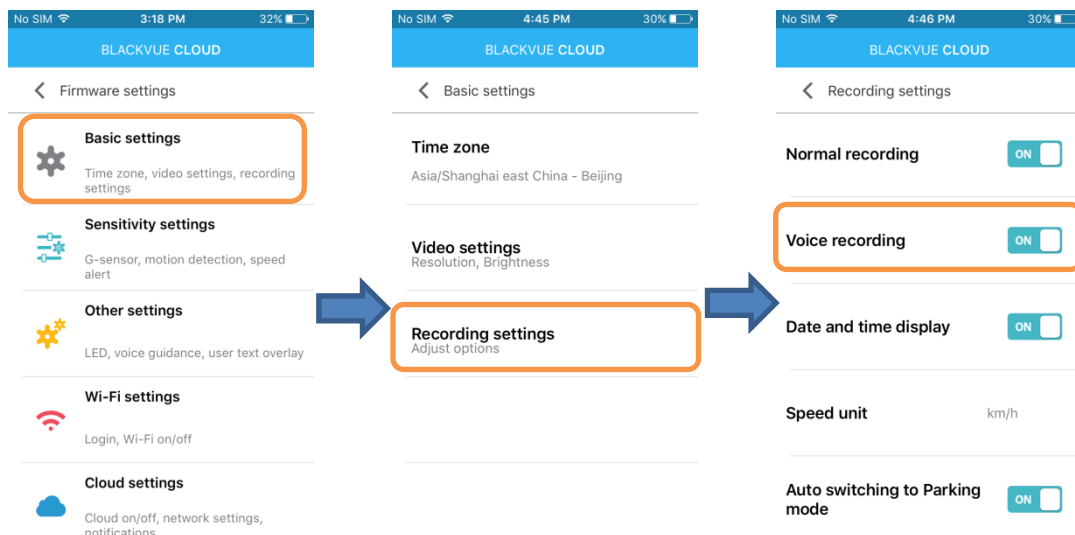 No SIM 3:18 PM 32%
BLACKVUE CLOUD
Firmware settings
Basic settings
Time zone, video settings, recording
settings
Sensitivity settings
G-sensor, motion detection, speed
alert
Other settings
LED, voice guidance, user text overlay
Wi-Fi settings
Login, Wi-Fi on/off
Cloud settings
Cloud on/off, network settings,
notifications
No SIM 4:45 PM 30%
BLACKVUE CLOUD
Basic settings
Time zone
Asia/Shanghai east China - Beijing
Video settings
Resolution, Brightness
Recording settings
Adjust options
No SIM 4:46 PM 30%
BLACKVUE CLOUD
Recording settings
Normal recording ON
Voice recording ON
Date and time display ON
Speed unit km/h
Auto switching to Parking
mode ON